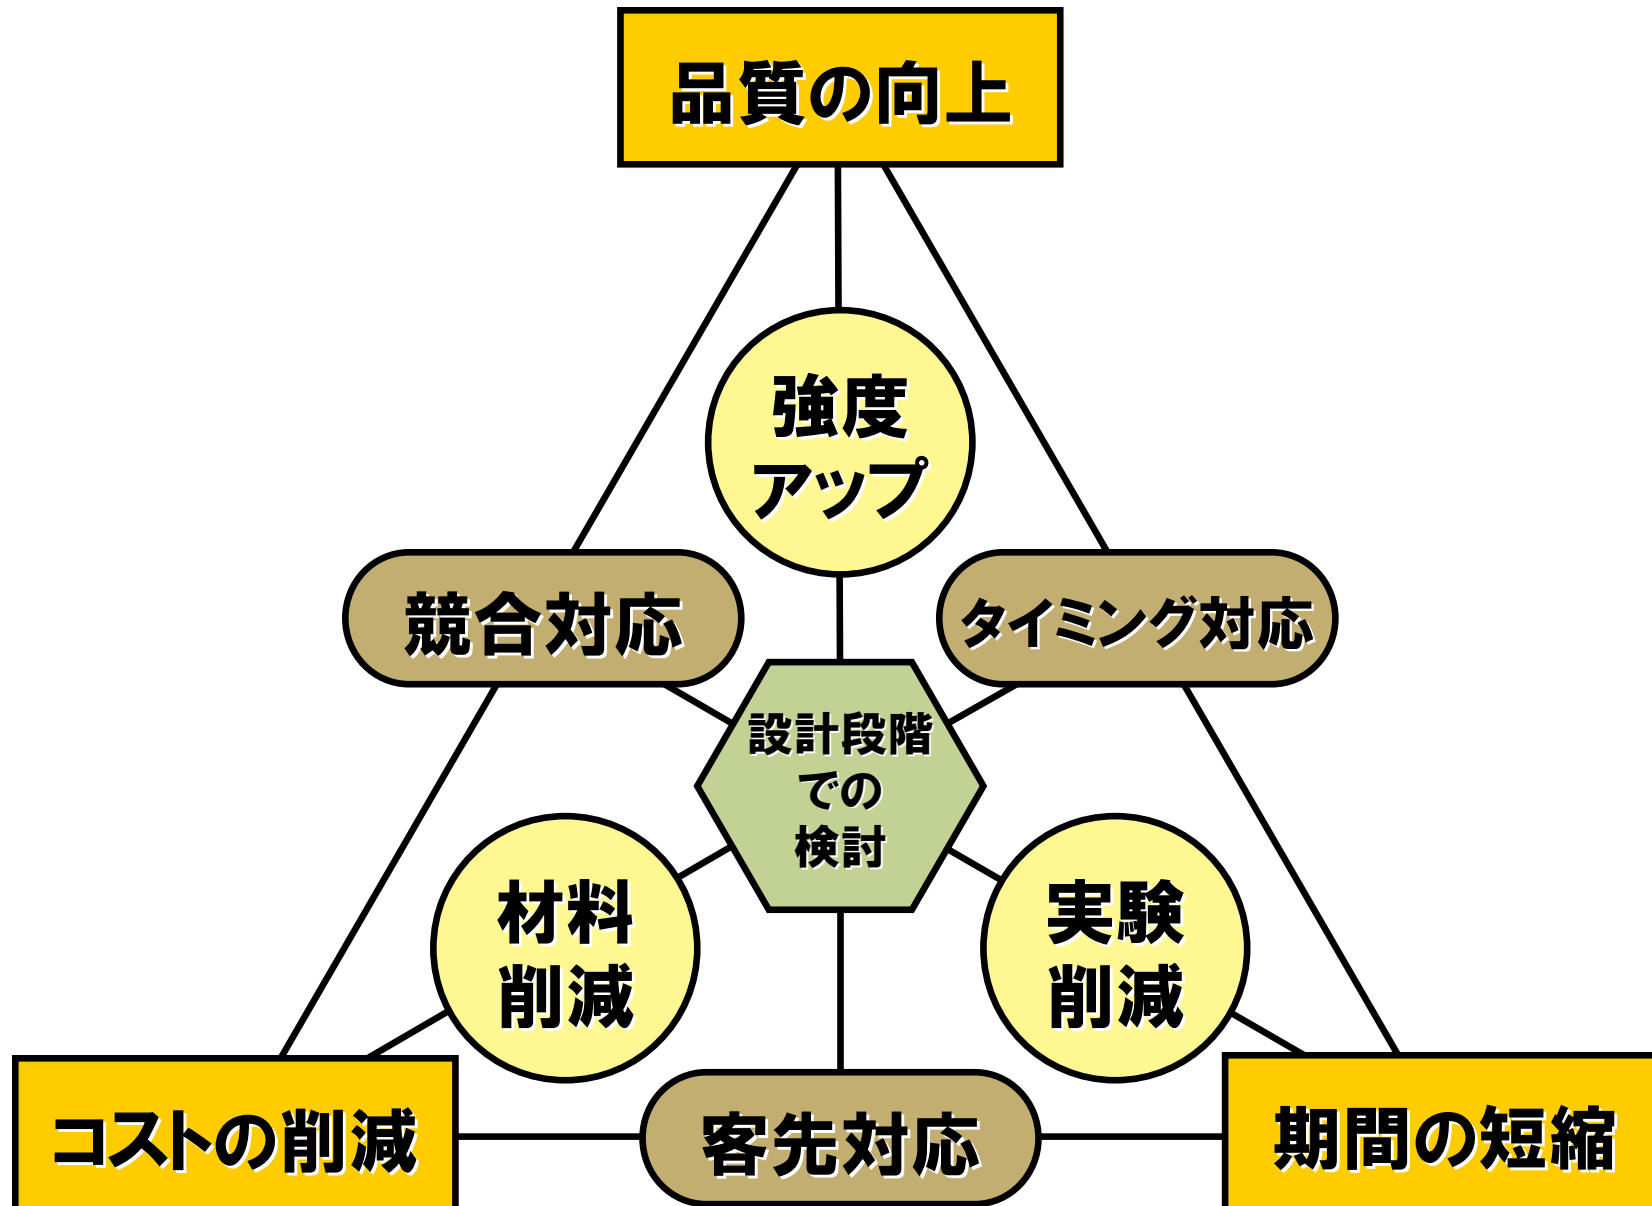 品質の向上
強度
アップ
競合対応
タイミング対応
設計段階
での
検討
材料
削減
実験
削減
コストの削減
客先対応
期間の短縮